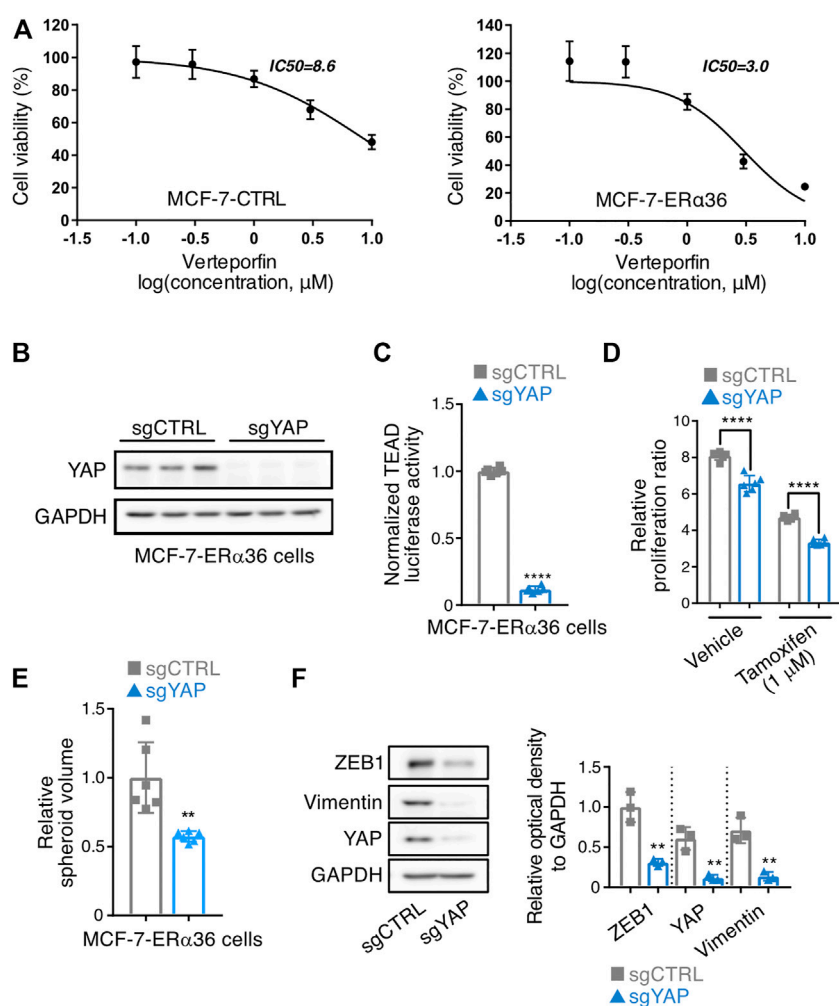 A
Cell viability (%)
120
100
80
60
40
20
0
-1.5
-1.0
-0.5
0
0.5
1.0
IC50=8.6
MCF-7-CTRL
Verteporfin
log(concentration, μM)
Cell viability (%)
140
120
100
80
60
40
20
0
-1.5
-1.0
-0.5
0
0.5
1.0
IC50=3.0
MCF-7-ERα36
Verteporfin
log(concentration, μM)
B
sgCTRL sgYAP
YAP
GAPDH
MCF-7-ERα36 cells
C
sgCTRL
sgYAP
Normalized TEAD
luciferase activity
1.5
1.0
0.5
0
****
MCF-7-ERα36 cells
D
sgCTRL
sgYAP
Relative
proliferation ratio
10
8
6
4
2
0
****
****
Vehicle
Tamoxifen
(1 μM)
E
sgCTRL
sgYAP
Relative
spheroid volume
1.5
1.0
0.5
0
**
MCF-7-ERα36 cells
F
ZEB1
Vimentin
YAP
GAPDH
sgCTRL
sgYAP
Relative optical density
to GAPDH
1.5
1.0
0.5
0
**
**
**
ZEB1
YAP
Vimentin
sgCTRL
sgYAP